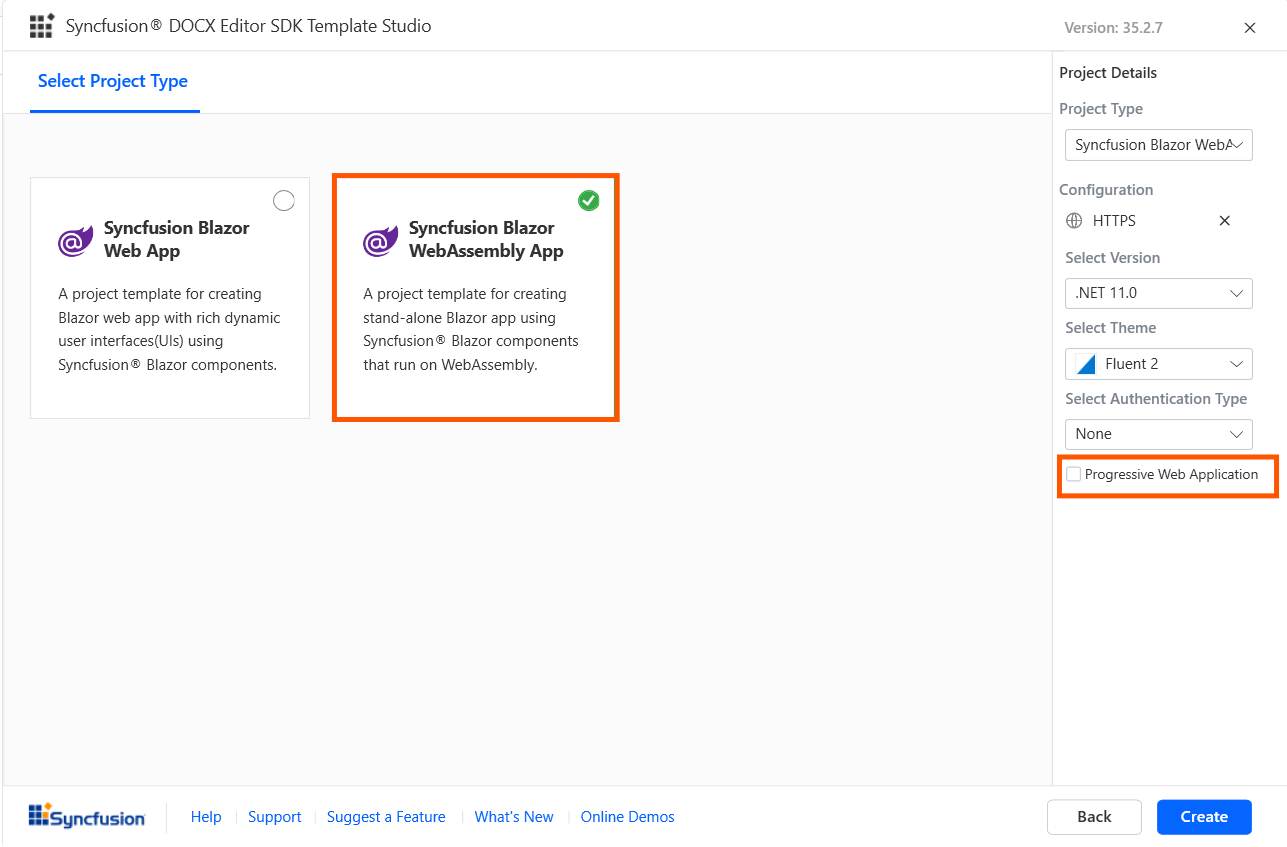 Syncfusion® DOCX Editor SDK Template Studio
Version: 35.2.7
Select Project Type
Syncfusion Blazor
Web App
A project template for creating
Blazor web app with rich dynamic
user interfaces(UIs) using
Syncfusion® Blazor components.
Syncfusion Blazor
WebAssembly App
A project template for creating
stand-alone Blazor app using
Syncfusion® Blazor components
that run on WebAssembly.
Project Details
Project Type
Syncfusion Blazor WebA
Configuration
HTTPS
Select Version
.NET 11.0
Select Theme
Fluent 2
Select Authentication Type
None
Progressive Web Application
Syncfusion
Help
Support
Suggest a Feature
What's New
Online Demos
Back
Create